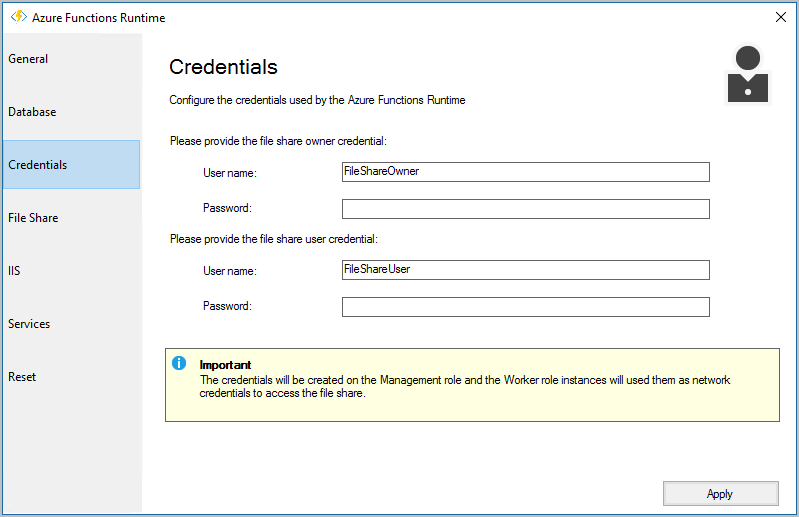 Azure Functions Runtime
General
Database
Credentials
File Share
IIS
Services
Reset
Credentials
Configure the credentials used by the Azure Functions Runtime
Please provide the file share owner credential:
User name:
FileShareOwner
Password:
Please provide the file share user credential:
User name:
FileShareUser
Password:
Important
The credentials will be created on the Management role and the Worker role instances will used them as network
credentials to access the file share.
Apply